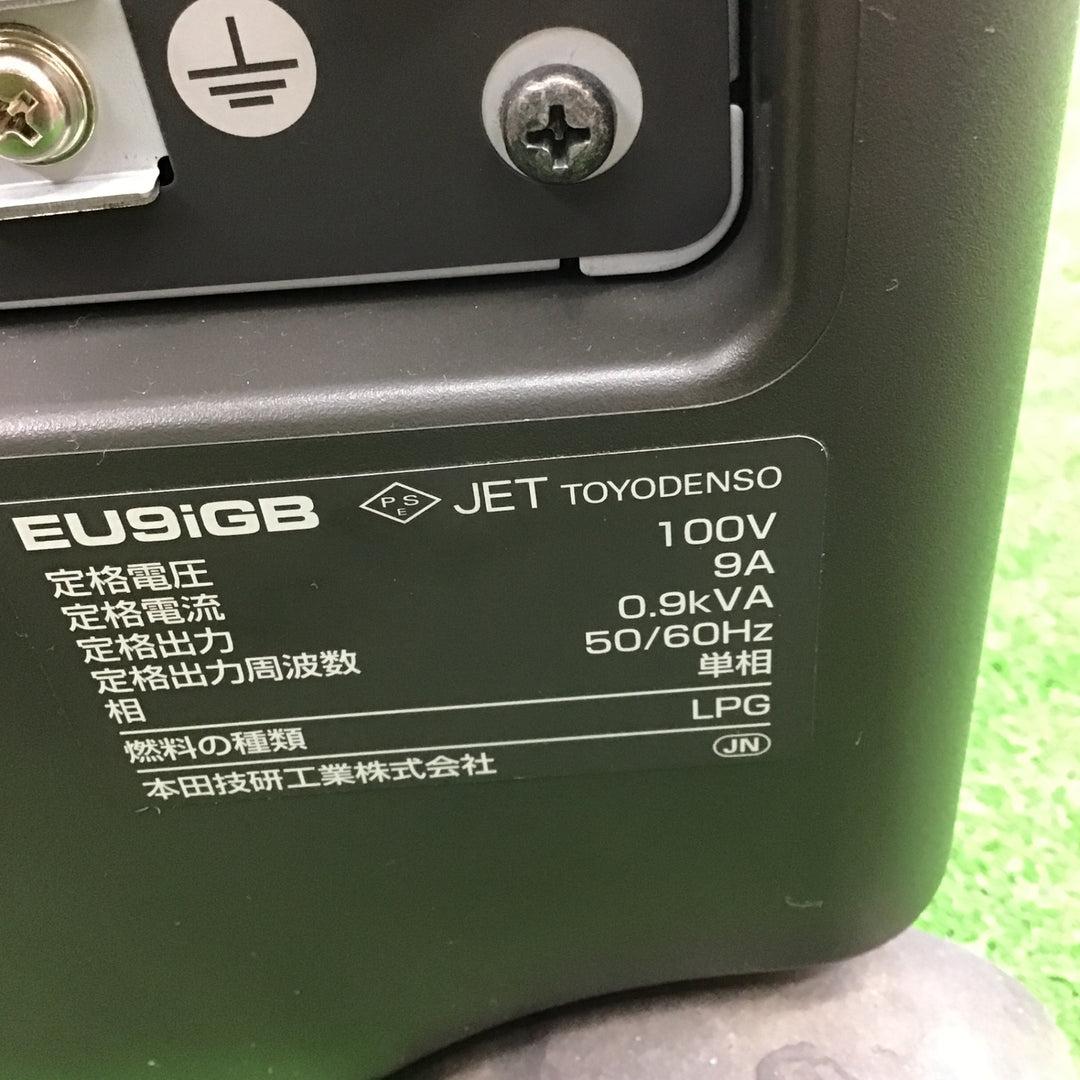 EU9iGB PSE JET TOYODENSO
定格電圧 100V
定格電流 9A
定格出力 0.9kVA
定格出力周波数 50/60Hz
相 単相
燃料の種類 LPG
本田技研工業株式会社 JN